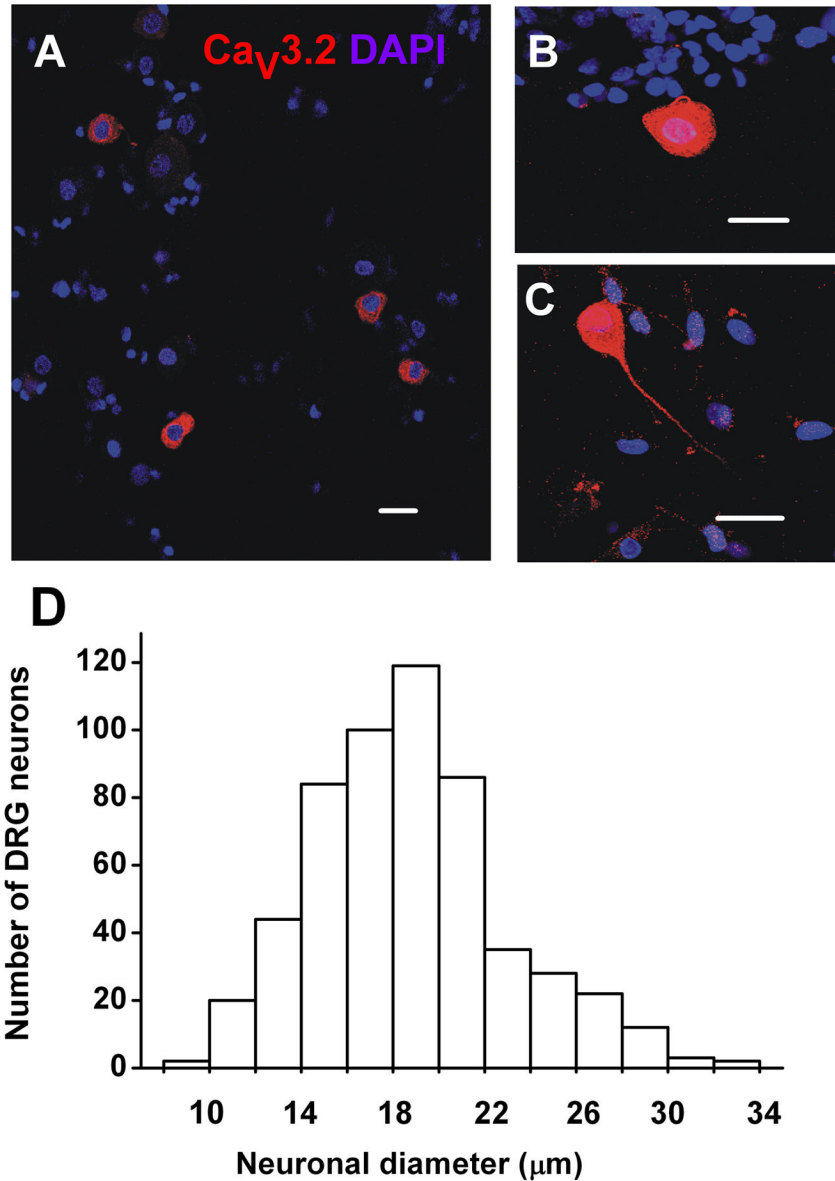 A
Ca_V3.2 DAPI
B
C
D
Number of DRG neurons
120
100
80
60
40
20
0
10 14 18 22 26 30 34
Neuronal diameter (μm)